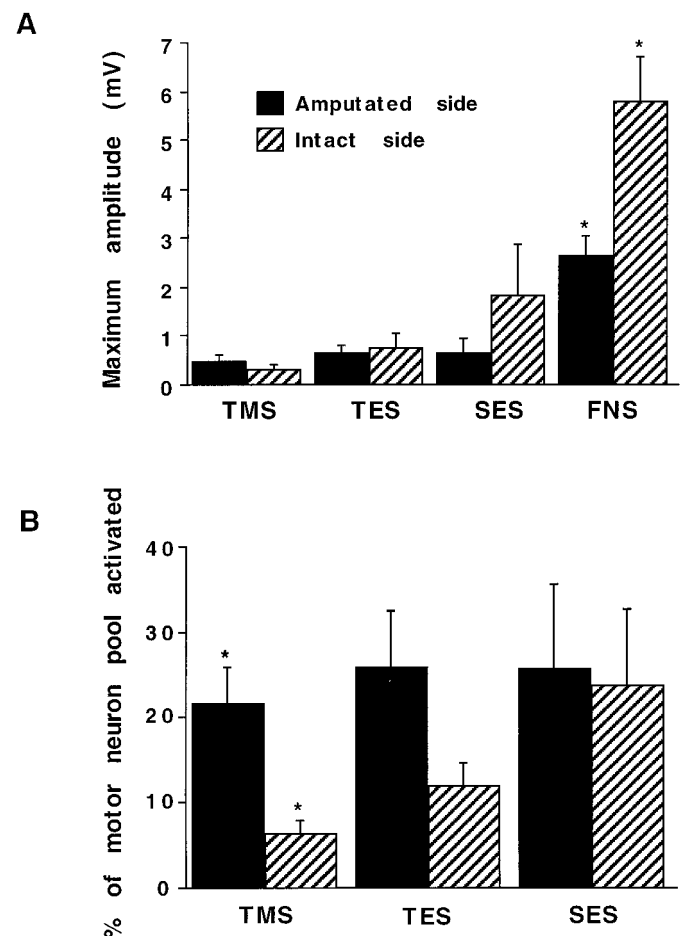 A
Maximum amplitude (mV)
7
6
5
4
3
2
1
0
Amputated side
Intact side
*
*
TMS TES SES FNS
B
% of motor neuron pool activated
40
30
20
10
0
*
*
TMS TES SES